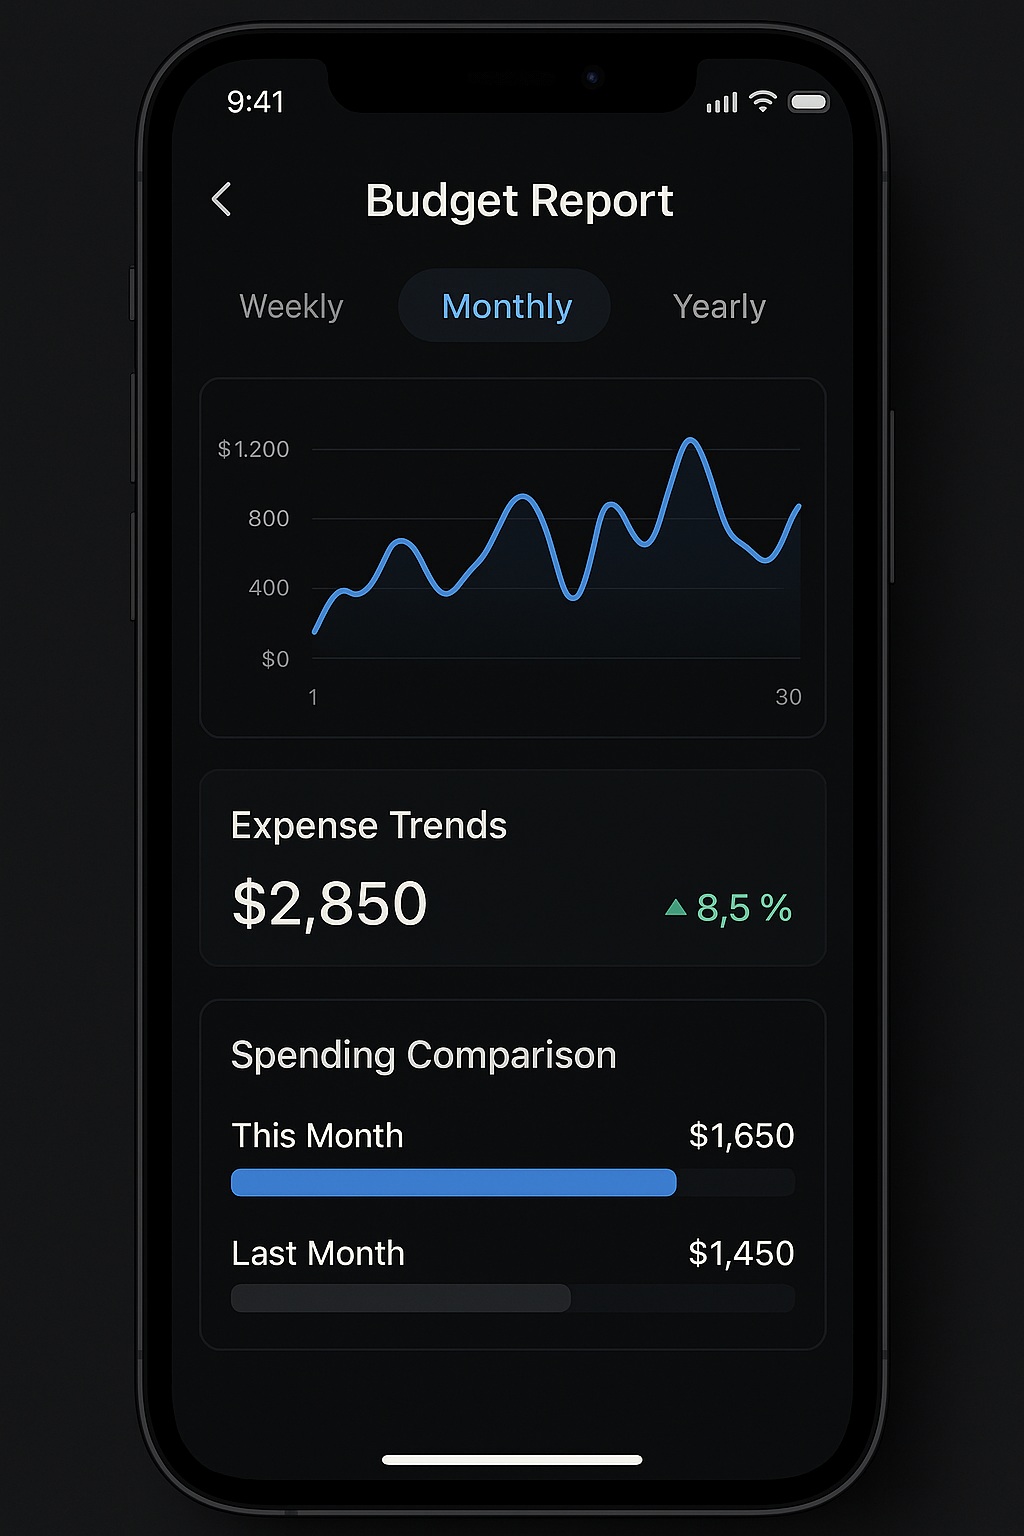 9:41
Budget Report
Weekly Monthly Yearly
$1.200
800
400
$0
1 30
Expense Trends
$2,850 ▲ 8,5 %
Spending Comparison
This Month $1,650
Last Month $1,450